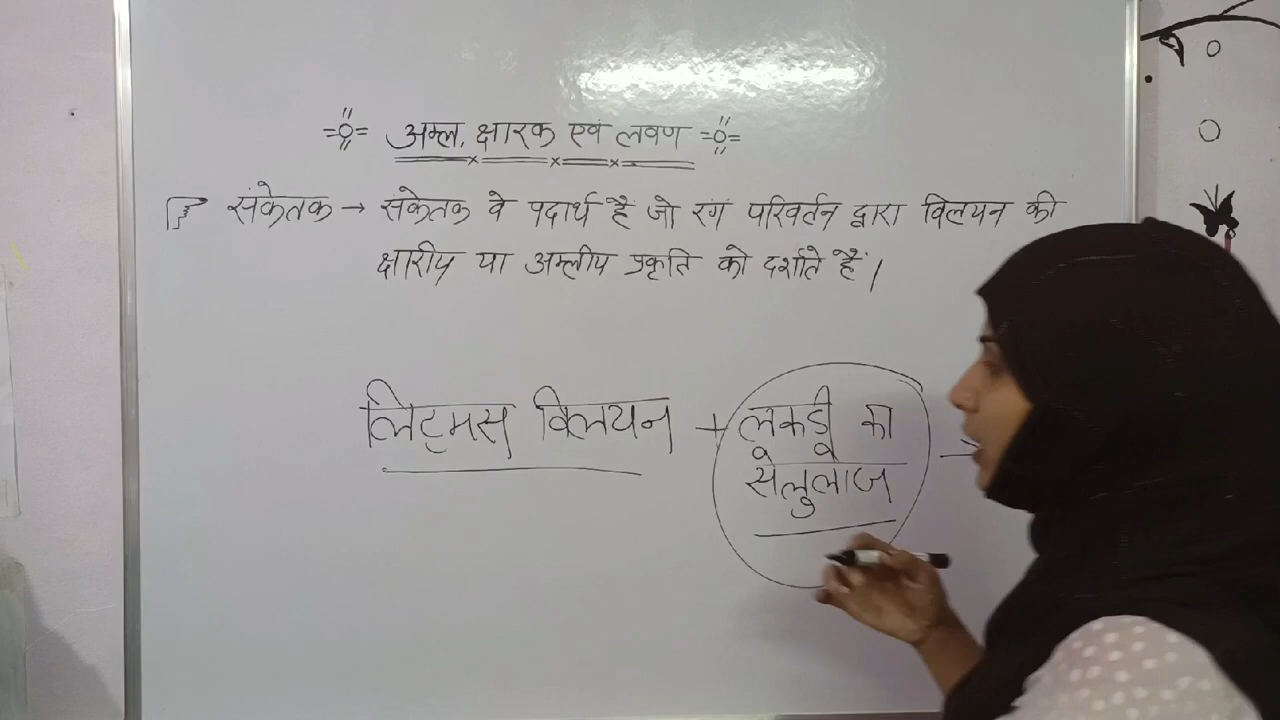 अम्ल, क्षारक एवं लवण
संकेतक → संकेतक वे पदार्थ हैं जो रंग परिवर्तन द्वारा विलयन की
क्षारीय या अम्लीय प्रकृति को दर्शाते हैं।
लिटमस विलयन + लकड़ी का →
सेलुलोज